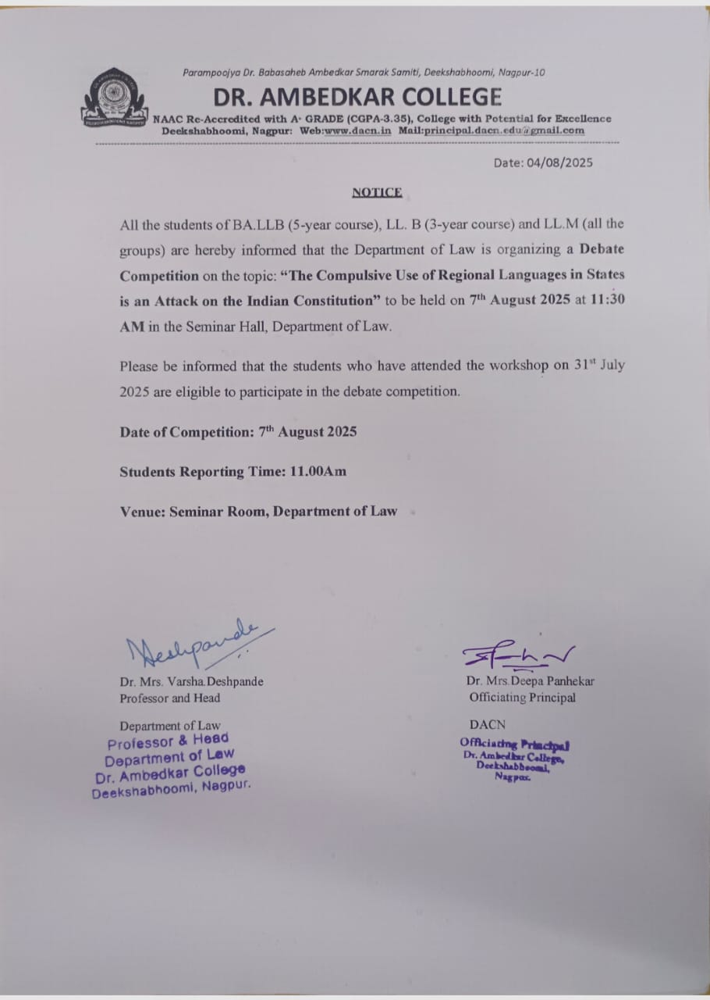 Parampoojya Dr. Babasaheb Ambedkar Smarak Samiti, Deekshabhoomi, Nagpur-10
DR. AMBEDKAR COLLEGE
NAAC Re-Accredited with A+ GRADE (CGPA-3.35), College with Potential for Excellence
Deekshabhoomi, Nagpur: Web:www.dacn.in Mail:principal.dacn.edu@gmail.com
Date: 04/08/2025
NOTICE
All the students of BA.LLB (5-year course), LL. B (3-year course) and LL.M (all the
groups) are hereby informed that the Department of Law is organizing a Debate
Competition on the topic: “The Compulsive Use of Regional Languages in States
is an Attack on the Indian Constitution” to be held on 7th August 2025 at 11:30
AM in the Seminar Hall, Department of Law.
Please be informed that the students who have attended the workshop on 31st July
2025 are eligible to participate in the debate competition.
Date of Competition: 7th August 2025
Students Reporting Time: 11.00Am
Venue: Seminar Room, Department of Law
Deshpande
Dr. Mrs. Varsha Deshpande
Professor and Head
Department of Law
Professor & Head
Department of Law
Dr. Ambedkar College
Deekshabhoomi, Nagpur.
Dr. Mrs.Deepa Panhekar
Officiating Principal
DACN
Officiating Principal
Dr. Ambedkar College,
Deekshabhoomi,
Nagpur.